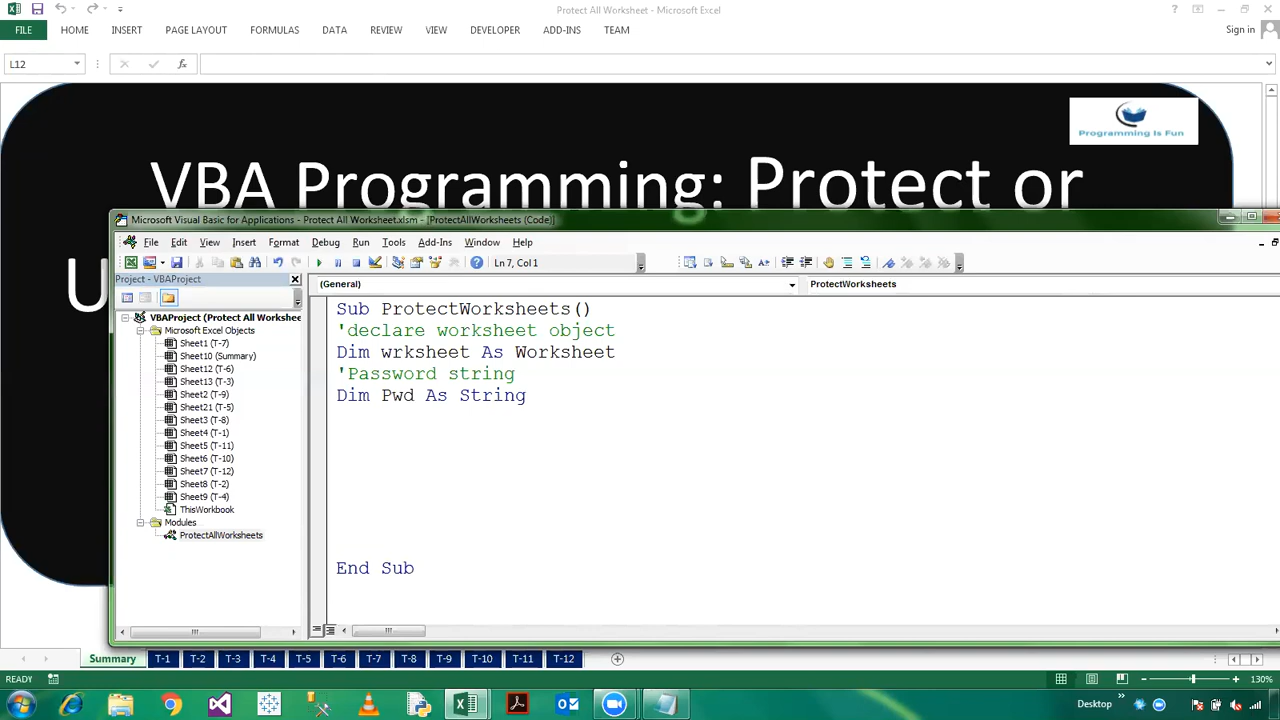 Protect All Worksheet - Microsoft Excel
FILE HOME INSERT PAGE LAYOUT FORMULAS DATA REVIEW VIEW DEVELOPER ADD-INS TEAM Sign in
L12
Programming Is Fun
VBA Programming: Protect or
U
Microsoft Visual Basic for Applications - Protect All Worksheet.xlsm - [ProtectAllWorksheets (Code)]
File Edit View Insert Format Debug Run Tools Add-Ins Window Help
Ln 7, Col 1
Project - VBAProject
(General) ProtectWorksheets
VBAProject (Protect All Workshee
Microsoft Excel Objects
Sheet1 (T-7)
Sheet10 (Summary)
Sheet12 (T-6)
Sheet13 (T-3)
Sheet2 (T-9)
Sheet21 (T-5)
Sheet3 (T-8)
Sheet4 (T-1)
Sheet5 (T-11)
Sheet6 (T-10)
Sheet7 (T-12)
Sheet8 (T-2)
Sheet9 (T-4)
ThisWorkbook
Modules
ProtectAllWorksheets
Sub ProtectWorksheets()
'declare worksheet object
Dim wrksheet As Worksheet
'Password string
Dim Pwd As String
End Sub
Summary T-1 T-2 T-3 T-4 T-5 T-6 T-7 T-8 T-9 T-10 T-11 T-12
READY 130%
Desktop